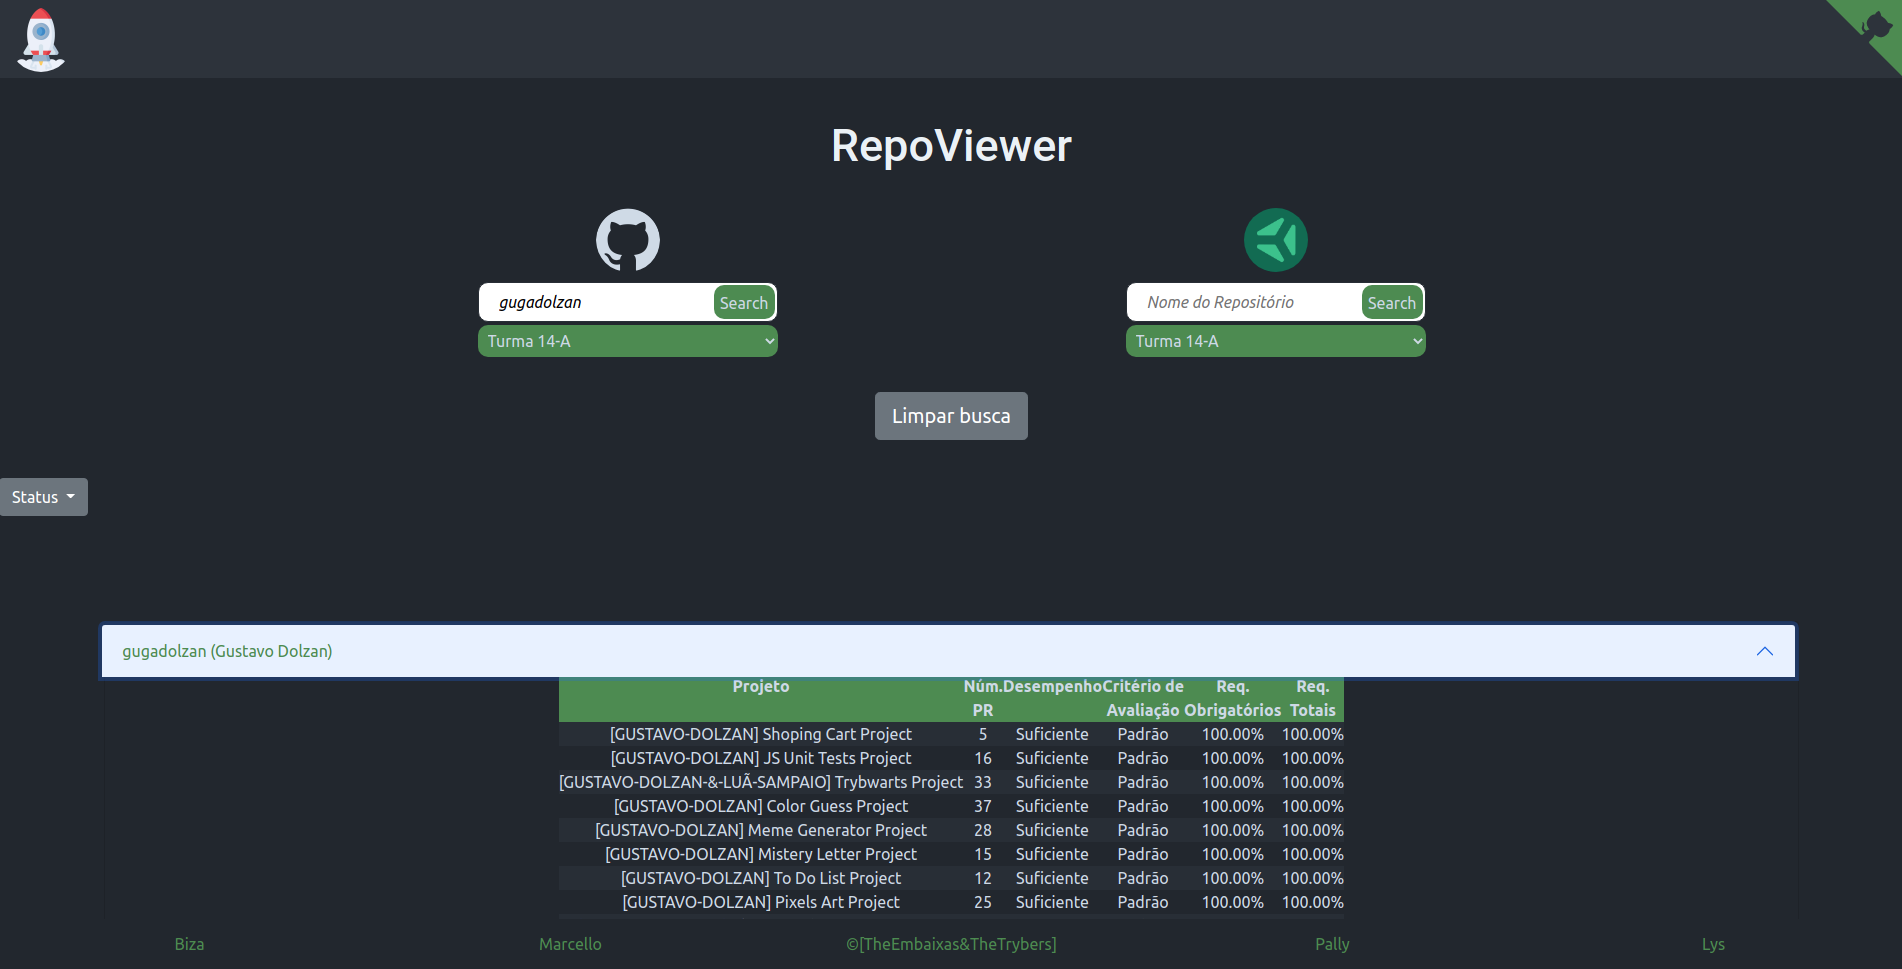 RepoViewer
gugadolzan Search
Nome do Repositório Search
Turma 14-A
Turma 14-A
Limpar busca
Status
gugadolzan (Gustavo Dolzan)
Projeto Núm. PR Desempenho Critério de Avaliação Req. Obrigatórios Req. Totais
[GUSTAVO-DOLZAN] Shoping Cart Project 5 Suficiente Padrão 100.00% 100.00%
[GUSTAVO-DOLZAN] JS Unit Tests Project 16 Suficiente Padrão 100.00% 100.00%
[GUSTAVO-DOLZAN-&-LUÃ-SAMPAIO] Trybwarts Project 33 Suficiente Padrão 100.00% 100.00%
[GUSTAVO-DOLZAN] Color Guess Project 37 Suficiente Padrão 100.00% 100.00%
[GUSTAVO-DOLZAN] Meme Generator Project 28 Suficiente Padrão 100.00% 100.00%
[GUSTAVO-DOLZAN] Mistery Letter Project 15 Suficiente Padrão 100.00% 100.00%
[GUSTAVO-DOLZAN] To Do List Project 12 Suficiente Padrão 100.00% 100.00%
[GUSTAVO-DOLZAN] Pixels Art Project 25 Suficiente Padrão 100.00% 100.00%
Biza Marcello ©[TheEmbaixas&TheTrybers] Pally Lys